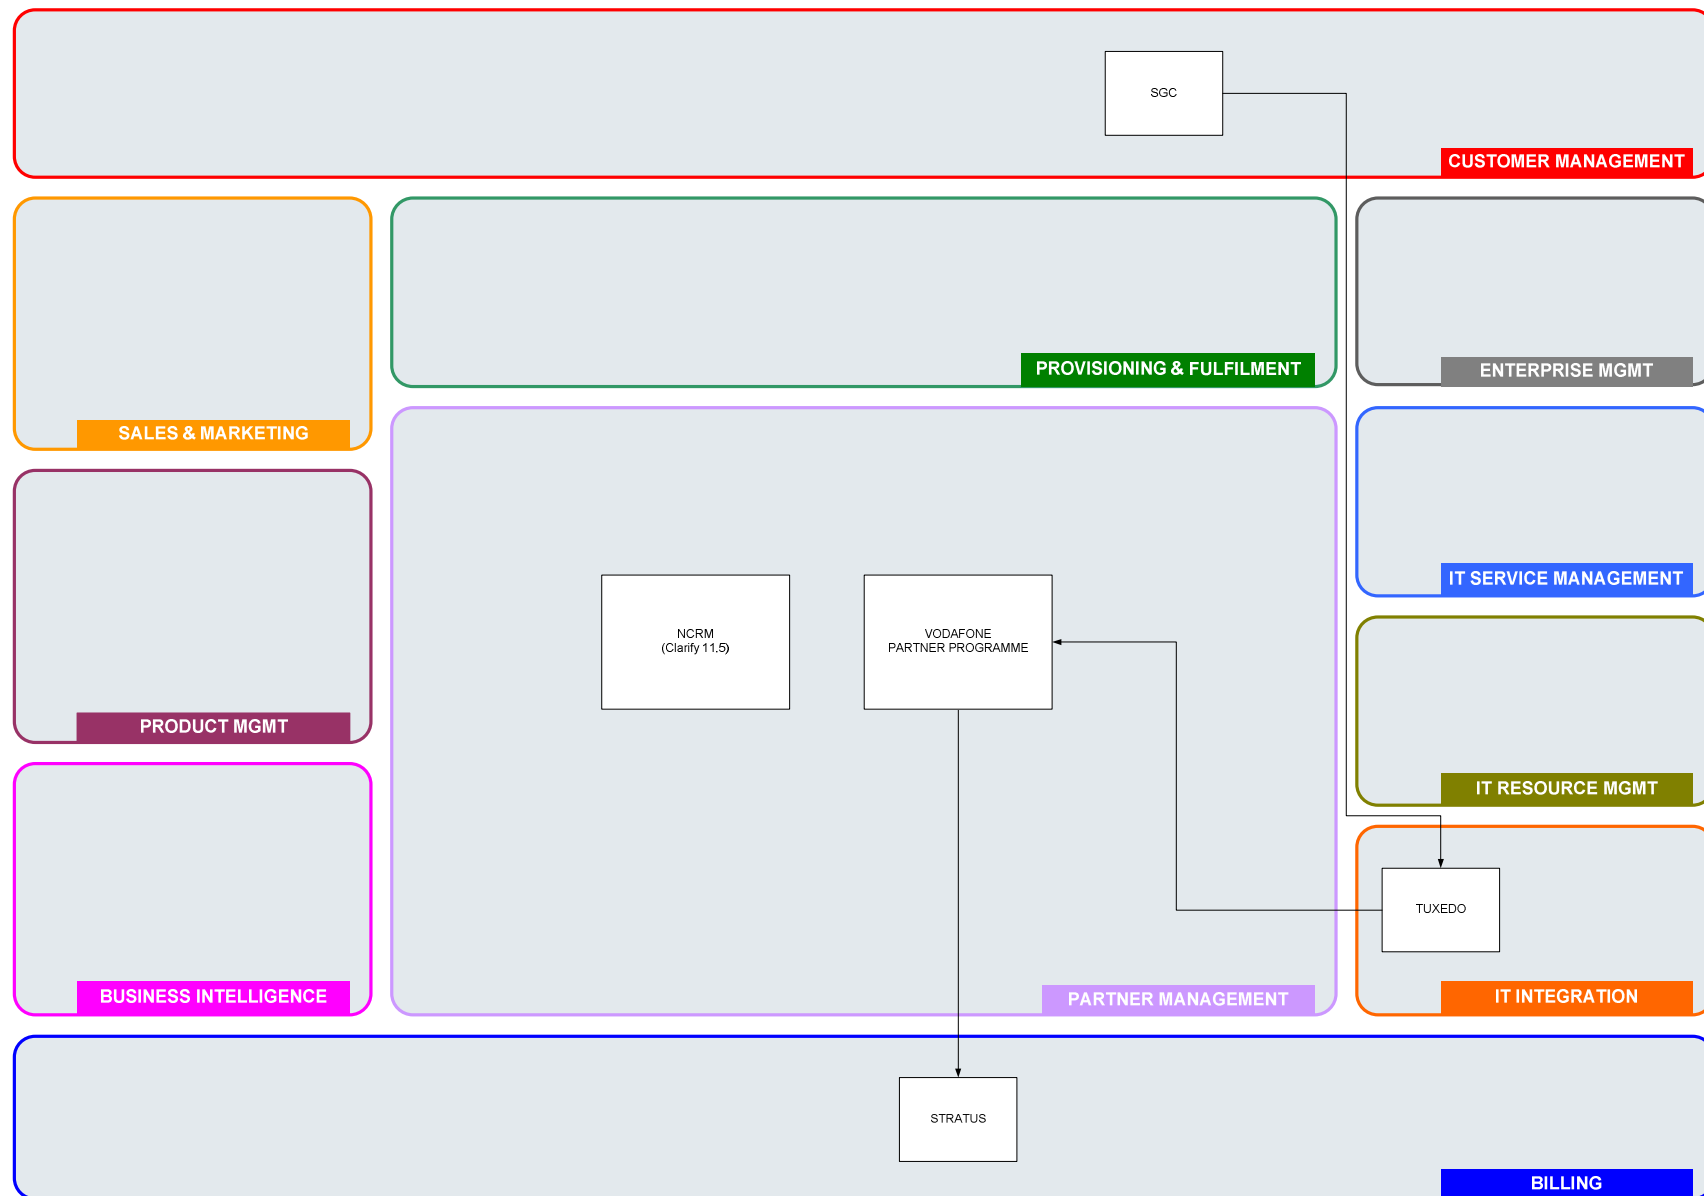 SGC
CUSTOMER MANAGEMENT
PROVISIONING & FULFILMENT
ENTERPRISE MGMT
SALES & MARKETING
IT SERVICE MANAGEMENT
NCRM
(Clarify 11.5)
VODAFONE
PARTNER PROGRAMME
PRODUCT MGMT
IT RESOURCE MGMT
TUXEDO
BUSINESS INTELLIGENCE
PARTNER MANAGEMENT
IT INTEGRATION
STRATUS
BILLING